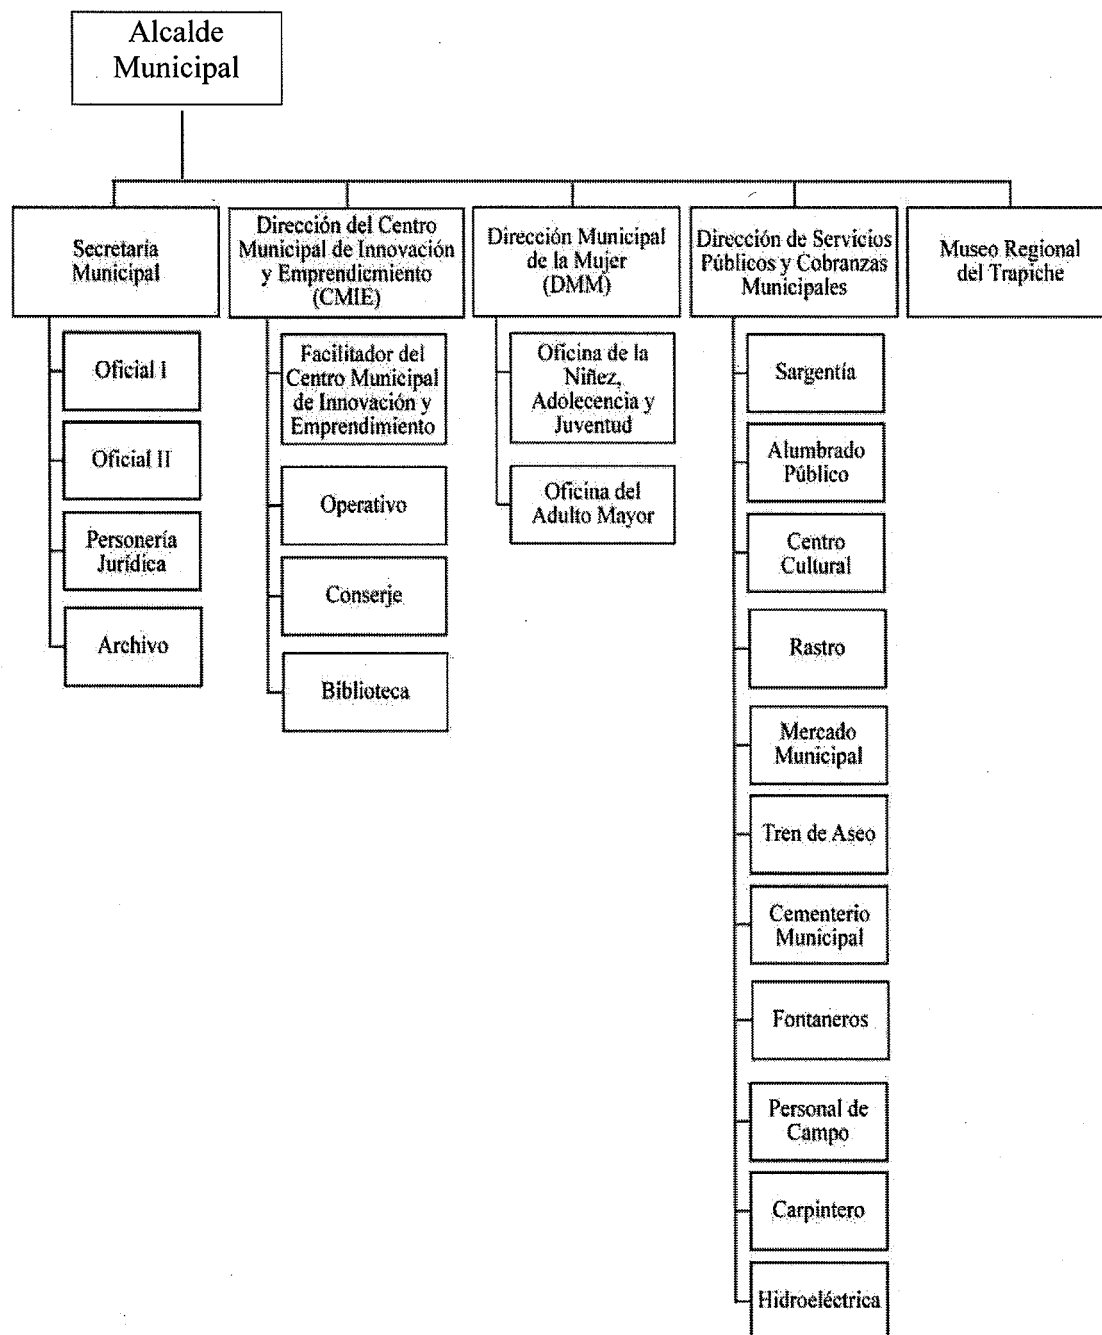 Alcalde
Municipal
Secretaría
Municipal
Oficial I
Oficial II
Personería
Jurídica
Archivo
Dirección del Centro
Municipal de Innovación
y Emprendimiento
(CMIE)
Facilitador del
Centro Municipal
de Innovación y
Emprendimiento
Operativo
Conserje
Biblioteca
Dirección Municipal
de la Mujer
(DMM)
Oficina de la
Niñez,
Adolecencia y
Juventud
Oficina del
Adulto Mayor
Dirección de Servicios
Públicos y Cobranzas
Municipales
Sargentía
Alumbrado
Público
Centro
Cultural
Rastro
Mercado
Municipal
Tren de Aseo
Cementerio
Municipal
Fontaneros
Personal de
Campo
Carpintero
Hidroeléctrica
Museo Regional
del Trapiche